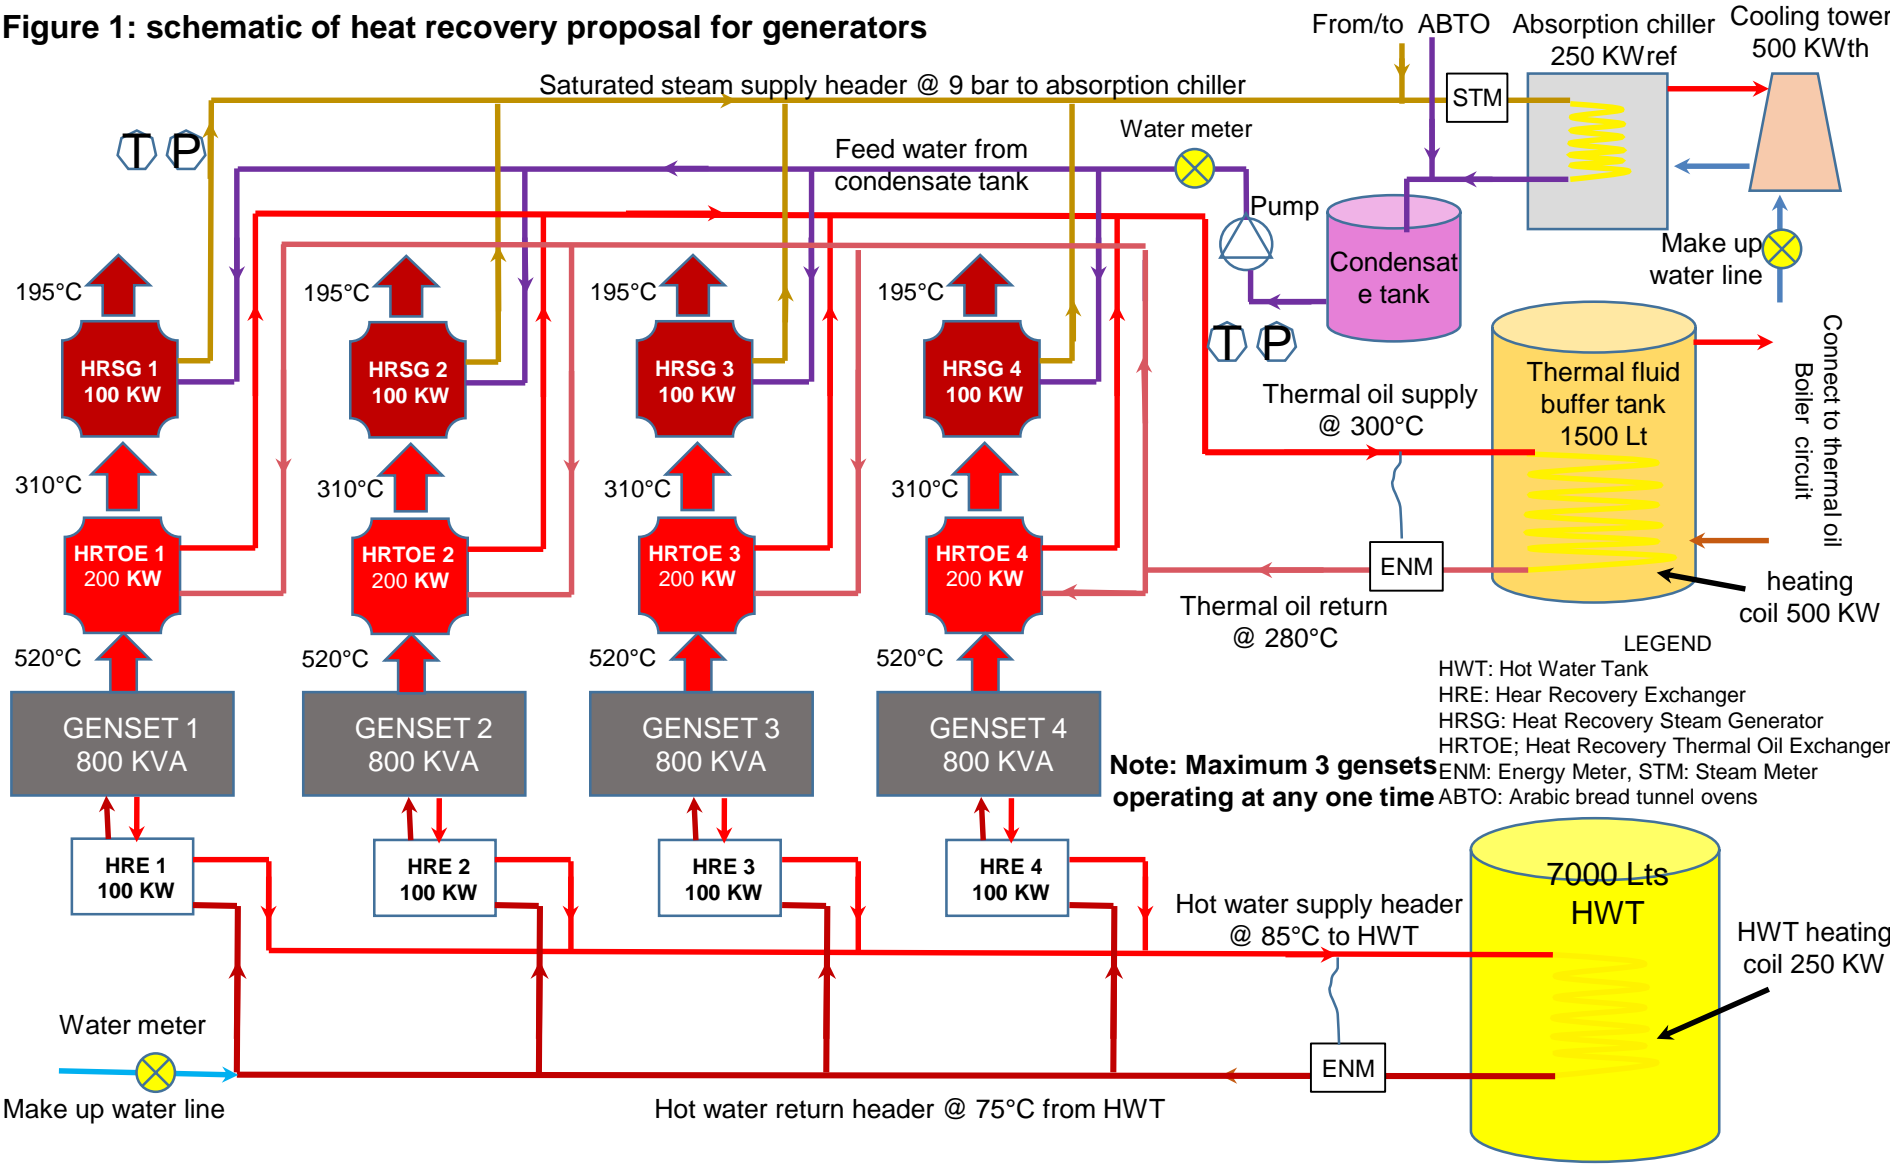 Figure 1: schematic of heat recovery proposal for generators
From/to ABTO
Absorption chiller
250 KWref
Cooling tower
500 KWth
Saturated steam supply header @ 9 bar to absorption chiller
STM
T P
Water meter
Feed water from
condensate tank
Pump
Condensat
e tank
Make up
water line
T P
195°C
195°C
195°C
195°C
HRSG 1
100 KW
HRSG 2
100 KW
HRSG 3
100 KW
HRSG 4
100 KW
Thermal oil supply
@ 300°C
Thermal fluid
buffer tank
1500 Lt
Connect to thermal oil
Boiler circuit
310°C
310°C
310°C
310°C
HRTOE 1
200 KW
HRTOE 2
200 KW
HRTOE 3
200 KW
HRTOE 4
200 KW
ENM
Thermal oil return
@ 280°C
heating
coil 500 KW
520°C
520°C
520°C
520°C
GENSET 1
800 KVA
GENSET 2
800 KVA
GENSET 3
800 KVA
GENSET 4
800 KVA
LEGEND
HWT: Hot Water Tank
HRE: Hear Recovery Exchanger
HRSG: Heat Recovery Steam Generator
HRTOE; Heat Recovery Thermal Oil Exchanger
ENM: Energy Meter, STM: Steam Meter
ABTO: Arabic bread tunnel ovens
Note: Maximum 3 gensets
operating at any one time
HRE 1
100 KW
HRE 2
100 KW
HRE 3
100 KW
HRE 4
100 KW
7000 Lts
HWT
Hot water supply header
@ 85°C to HWT
HWT heating
coil 250 KW
Water meter
ENM
Make up water line
Hot water return header @ 75°C from HWT